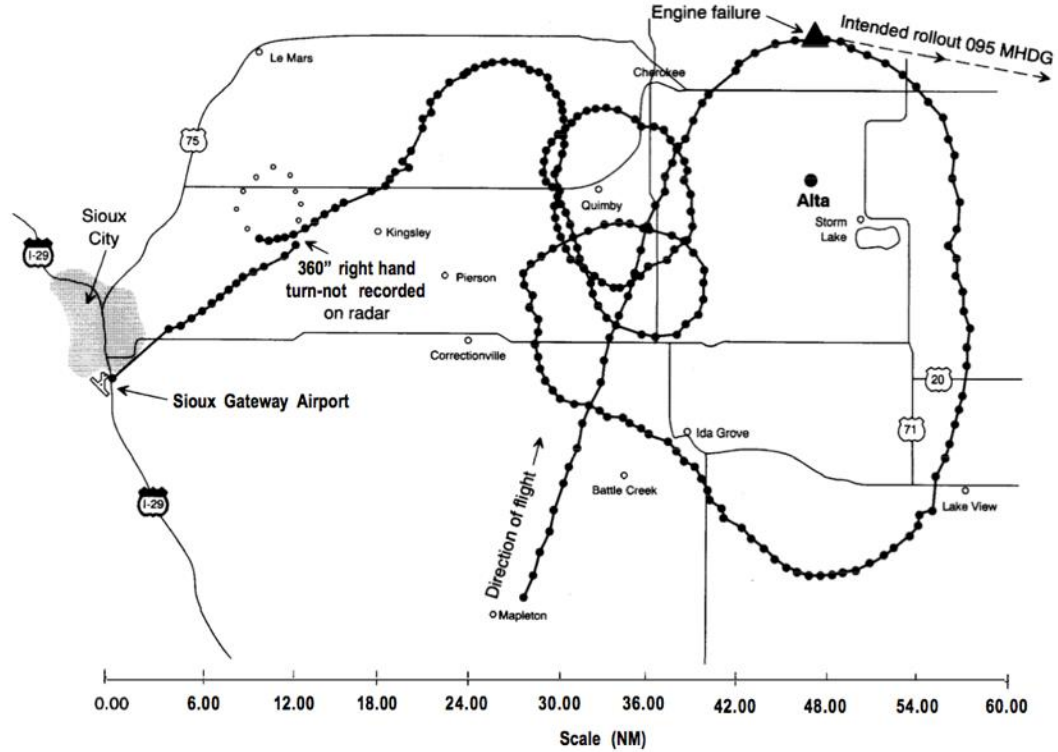 Engine failure
Intended rollout 095 MHDG
Le Mars
Cherokee
75
Quimby
Alta
Storm
Lake
Sioux
City
I-29
Kingsley
360” right hand
turn-not recorded
on radar
Pierson
Correctionville
20
Sioux Gateway Airport
71
Ida Grove
Direction of flight
Battle Creek
I-29
Lake View
Mapleton
0.00 6.00 12.00 18.00 24.00 30.00 36.00 42.00 48.00 54.00 60.00
Scale (NM)